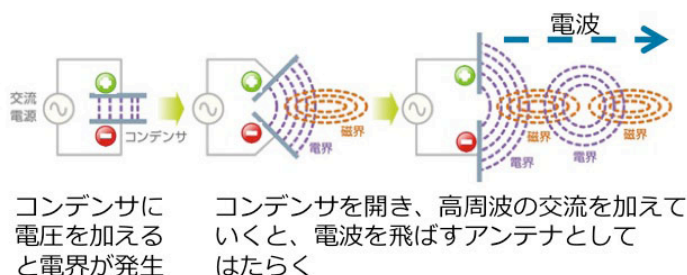 電波
交流
電源
コンデンサ
磁界
電界
磁界
磁界
電界
電界
コンデンサに
電圧を加える
と電界が発生
コンデンサを開き、高周波の交流を加えて
いくと、電波を飛ばすアンテナとして
はたらく